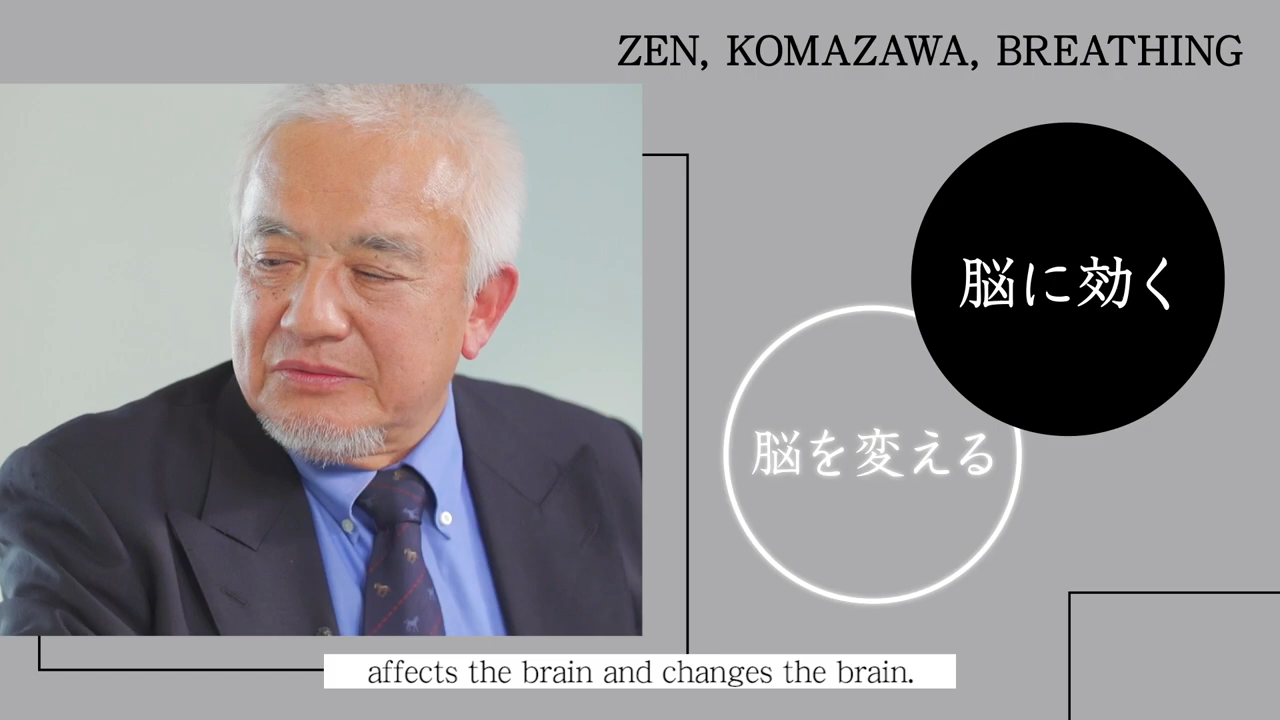 ZEN, KOMAZAWA, BREATHING
脳に効く
脳を変える
affects the brain and changes the brain.